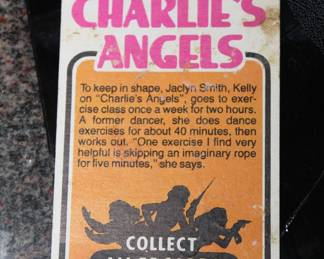 CHARLIE'S
ANGELS
To keep in shape, Jaclyn Smith, Kelly
on "Charlie's Angels", goes to exer-
cise class once a week for two hours.
A former dancer, she does dance
exercises for about 40 minutes, then
works out. "One exercise I find very
helpful is skipping an imaginary rope
for five minutes," she says.
COLLECT